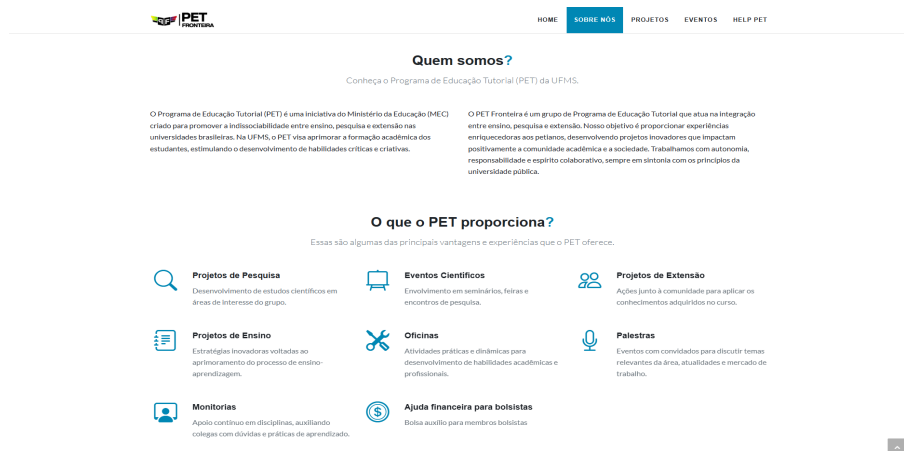 PET
FRONTEIRA
HOME
SOBRE NÓS
PROJETOS
EVENTOS
HELP PET
Quem somos?
Conheça o Programa de Educação Tutorial (PET) da UFMS.
O Programa de Educação Tutorial (PET) é uma iniciativa do Ministério da Educação (MEC)
criado para promover a indissociabilidade entre ensino, pesquisa e extensão nas
universidades brasileiras. Na UFMS, o PET visa aprimorar a formação acadêmica dos
estudantes, estimulando o desenvolvimento de habilidades críticas e criativas.
O PET Fronteira é um grupo de Programa de Educação Tutorial que atua na integração
entre ensino, pesquisa e extensão. Nosso objetivo é proporcionar experiências
enriquecedoras aos petianos, desenvolvendo projetos inovadores que impactam
positivamente a comunidade acadêmica e a sociedade. Trabalhamos com autonomia,
responsabilidade e espírito colaborativo, sempre em sintonia com os princípios da
universidade pública.
O que o PET proporciona?
Essas são algumas das principais vantagens e experiências que o PET oferece.
Projetos de Pesquisa
Desenvolvimento de estudos científicos em
áreas de interesse do grupo.
Eventos Científicos
Envolvimento em seminários, feiras e
encontros de pesquisa.
Projetos de Extensão
Ações junto à comunidade para aplicar os
conhecimentos adquiridos no curso.
Projetos de Ensino
Estratégias inovadoras voltadas ao
aprimoramento do processo de ensino-
aprendizagem.
Oficinas
Atividades práticas e dinâmicas para
desenvolvimento de habilidades acadêmicas e
profissionais.
Palestras
Eventos com convidados para discutir temas
relevantes da área, atualidades e mercado de
trabalho.
Monitorias
Apoio contínuo em disciplinas, auxiliando
colegas com dúvidas e práticas de aprendizado.
Ajuda financeira para bolsistas
Bolsa auxílio para membros bolsistas